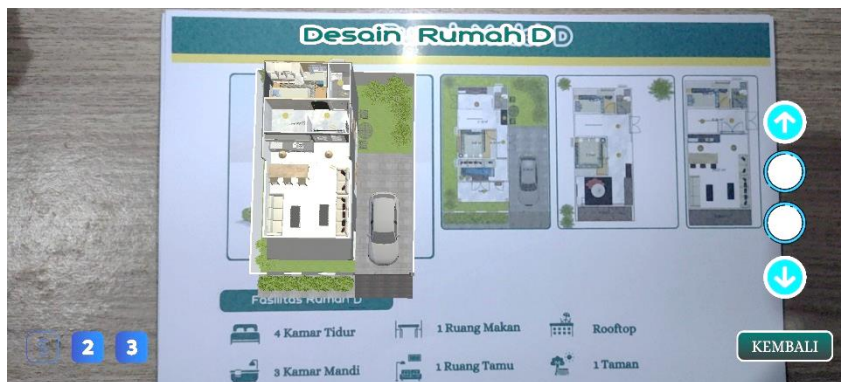 Desain Rumah D
D
Fasilitas Rumah D
4 Kamar Tidur
1 Ruang Makan
Rooftop
3 Kamar Mandi
1 Ruang Tamu
1 Taman
1 2 3
KEMBALI